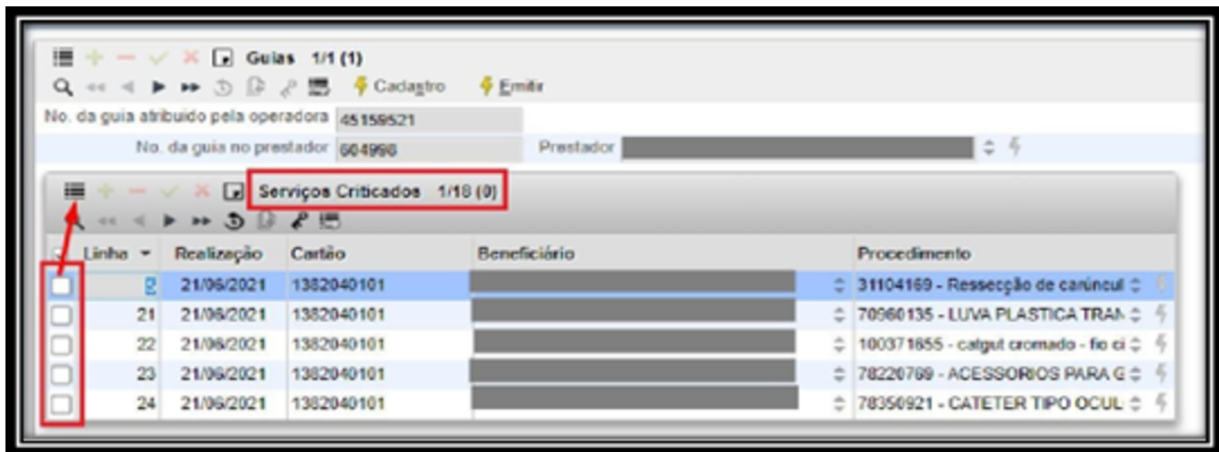 Guias 1/1 (1)
Cadastro Emitir
No. da guia atribuido pela operadora 45159521
No. da guia no prestador 604998 Prestador
Serviços Criticados 1/18 (0)
Linha Realização Cartão Beneficiário Procedimento
21/06/2021 1382040101 31104169 - Ressecção de carúncul
21 21/06/2021 1382040101 70960135 - LUVA PLASTICA TRAN
22 21/06/2021 1382040101 100371655 - catgut cromado - fio ci
23 21/06/2021 1382040101 78220769 - ACESSORIOS PARA G
24 21/06/2021 1382040101 78350921 - CATETER TIPO OCUL